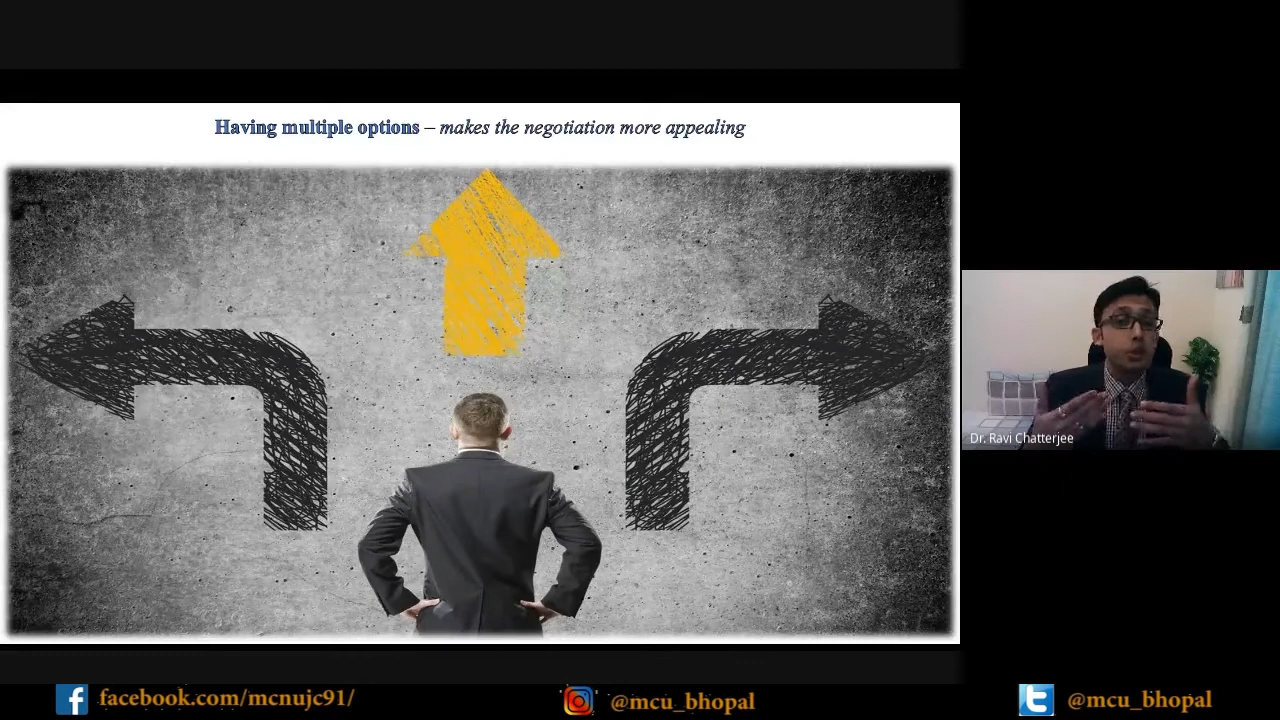 Having multiple options – makes the negotiation more appealing
Dr. Ravi Chatterjee
facebook.com/mcnujc91/
@mcu_bhopal
@mcu_bhopal